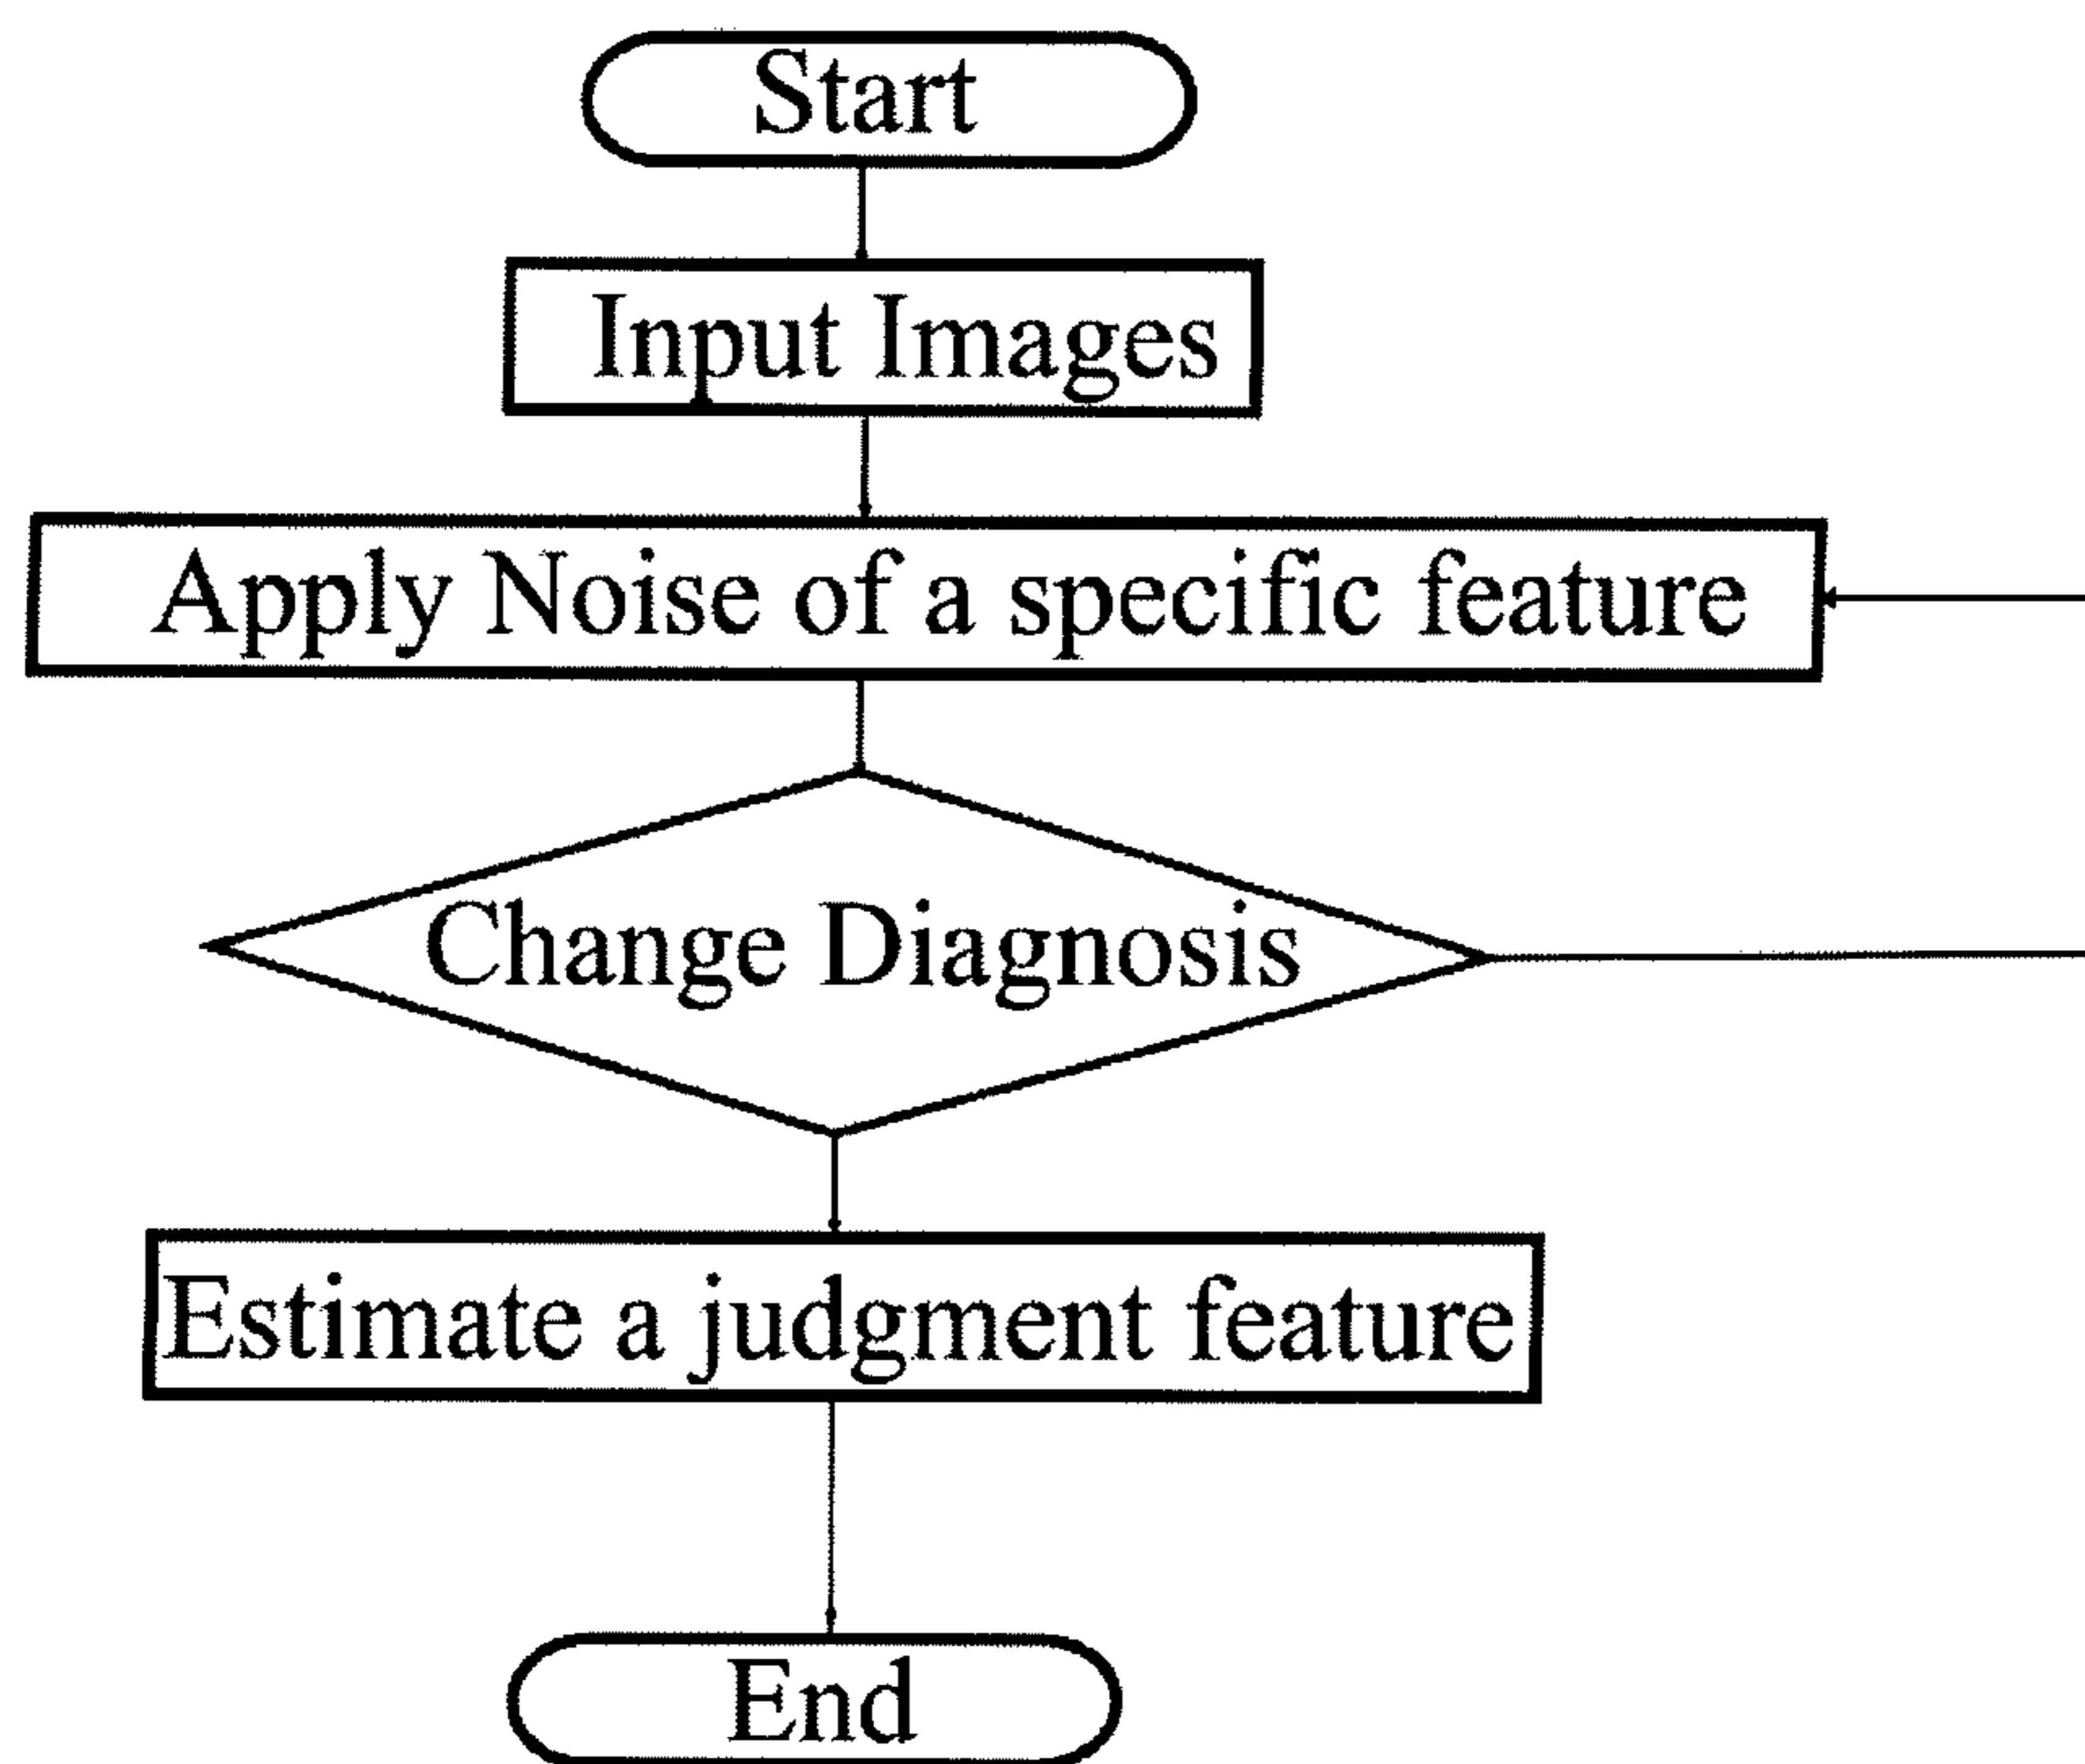 Start
Input Images
Apply Noise of a specific feature
Change Diagnosis
Estimate a judgment feature
End